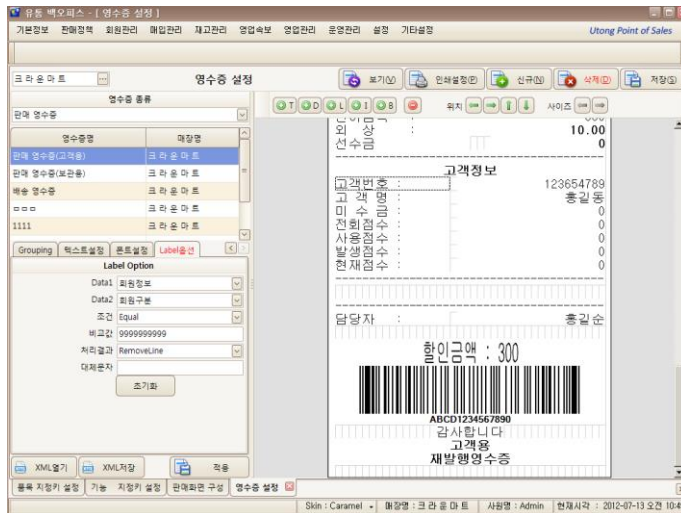 유통 백오피스 - [ 영수증 설정 ]
기본정보 판매정책 회원관리 매입관리 재고관리 영업속보 영업관리 운영관리 설정 기타설정 Utong Point of Sales
크라운마트 ... 영수증 설정 보기(V) 인쇄설정(P) 신규(N) 삭제(D) 저장(S)
영수증 종류
판매 영수증
T D L I B 위치 사이즈
영수증명 매장명
판매 영수증(고객용) 크라운마트
판매 영수증(보관용) 크라운마트
배송 영수증 크라운마트
ㅁㅁㅁ 크라운마트
1111 크라운마트
Grouping 텍스트설정 폰트설정 Label옵션
Label Option
Data1 회원정보
Data2 회원구분
조건 Equal
비교값 9999999999
처리결과 RemoveLine
대체문자
초기화
XML열기 XML저장 적용
외 상 : 10.00
선수금 0
고객정보
고객번호 : 123654789
고 객 명 : 홍길동
미 수 금 : 0
전회점수 : 0
사용점수 : 0
발생점수 : 0
현재점수 : 0
담당자 : 홍길순
할인금액 : 300
ABCD1234567890
감사합니다
고객용
재발행영수증
품목 지정키 설정 기능 지정키 설정 판매화면 구성 영수증 설정
Skin : Caramel 매장명 : 크라운마트 사원명 : Admin 현재시각 : 2012-07-13 오전 10:4